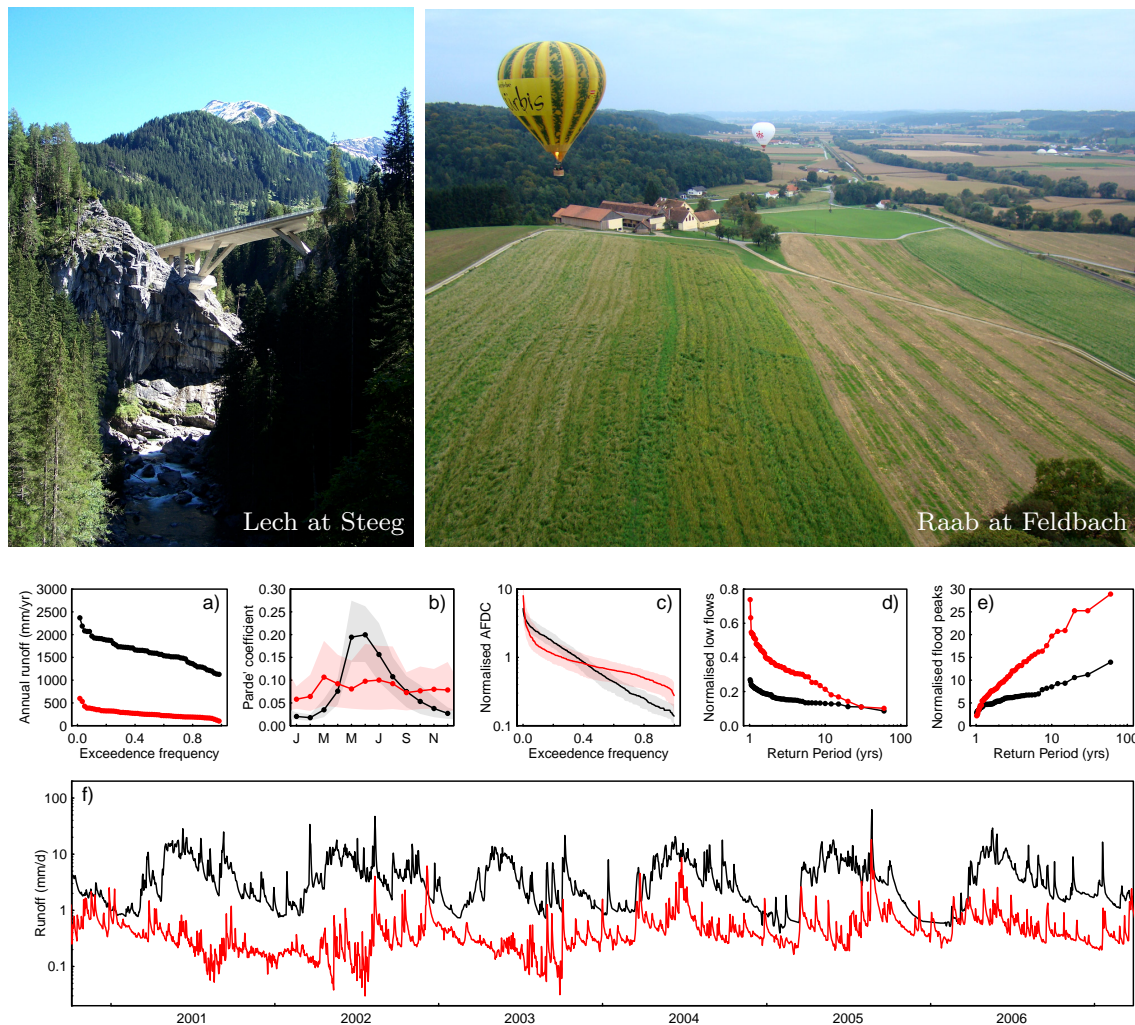 irbis
Lech at Steeg
Raab at Feldbach
a)
Annual runoff (mm/yr)
3000
2500
2000
1500
1000
500
0
0.0 0.4 0.8
Exceedence frequency
b)
Parde' coefficient
0.30
0.25
0.20
0.15
0.10
0.05
0.00
J M M J S N
c)
Normalised AFDC
10
1
0.1
0.0 0.4 0.8
Exceedence frequency
d)
Normalised low flows
0.8
0.6
0.4
0.2
0.0
1 10 100
Return Period (yrs)
e)
Normalised flood peaks
30
25
20
15
10
5
0
1 10 100
Return Period (yrs)
f)
Runoff (mm/d)
100
10
1
0.1
2001 2002 2003 2004 2005 2006